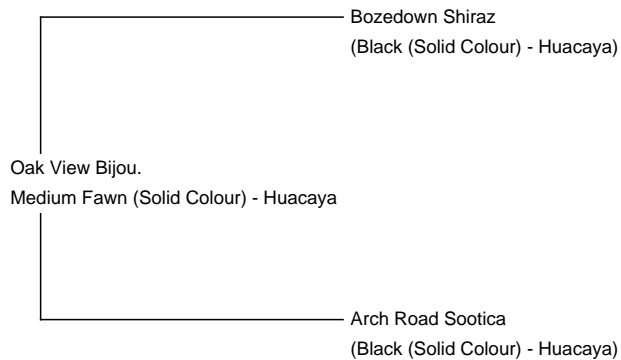 Bozedown Shiraz
(Black (Solid Colour) - Huacaya)
Oak View Bijou.
Medium Fawn (Solid Colour) - Huacaya
Arch Road Sootica
(Black (Solid Colour) - Huacaya)